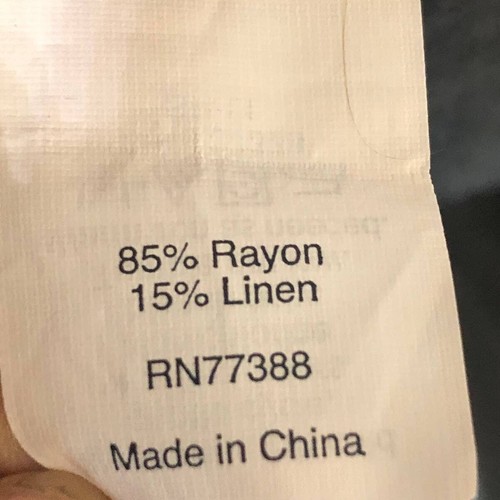 85% Rayon
15% Linen
RN77388
Made in China